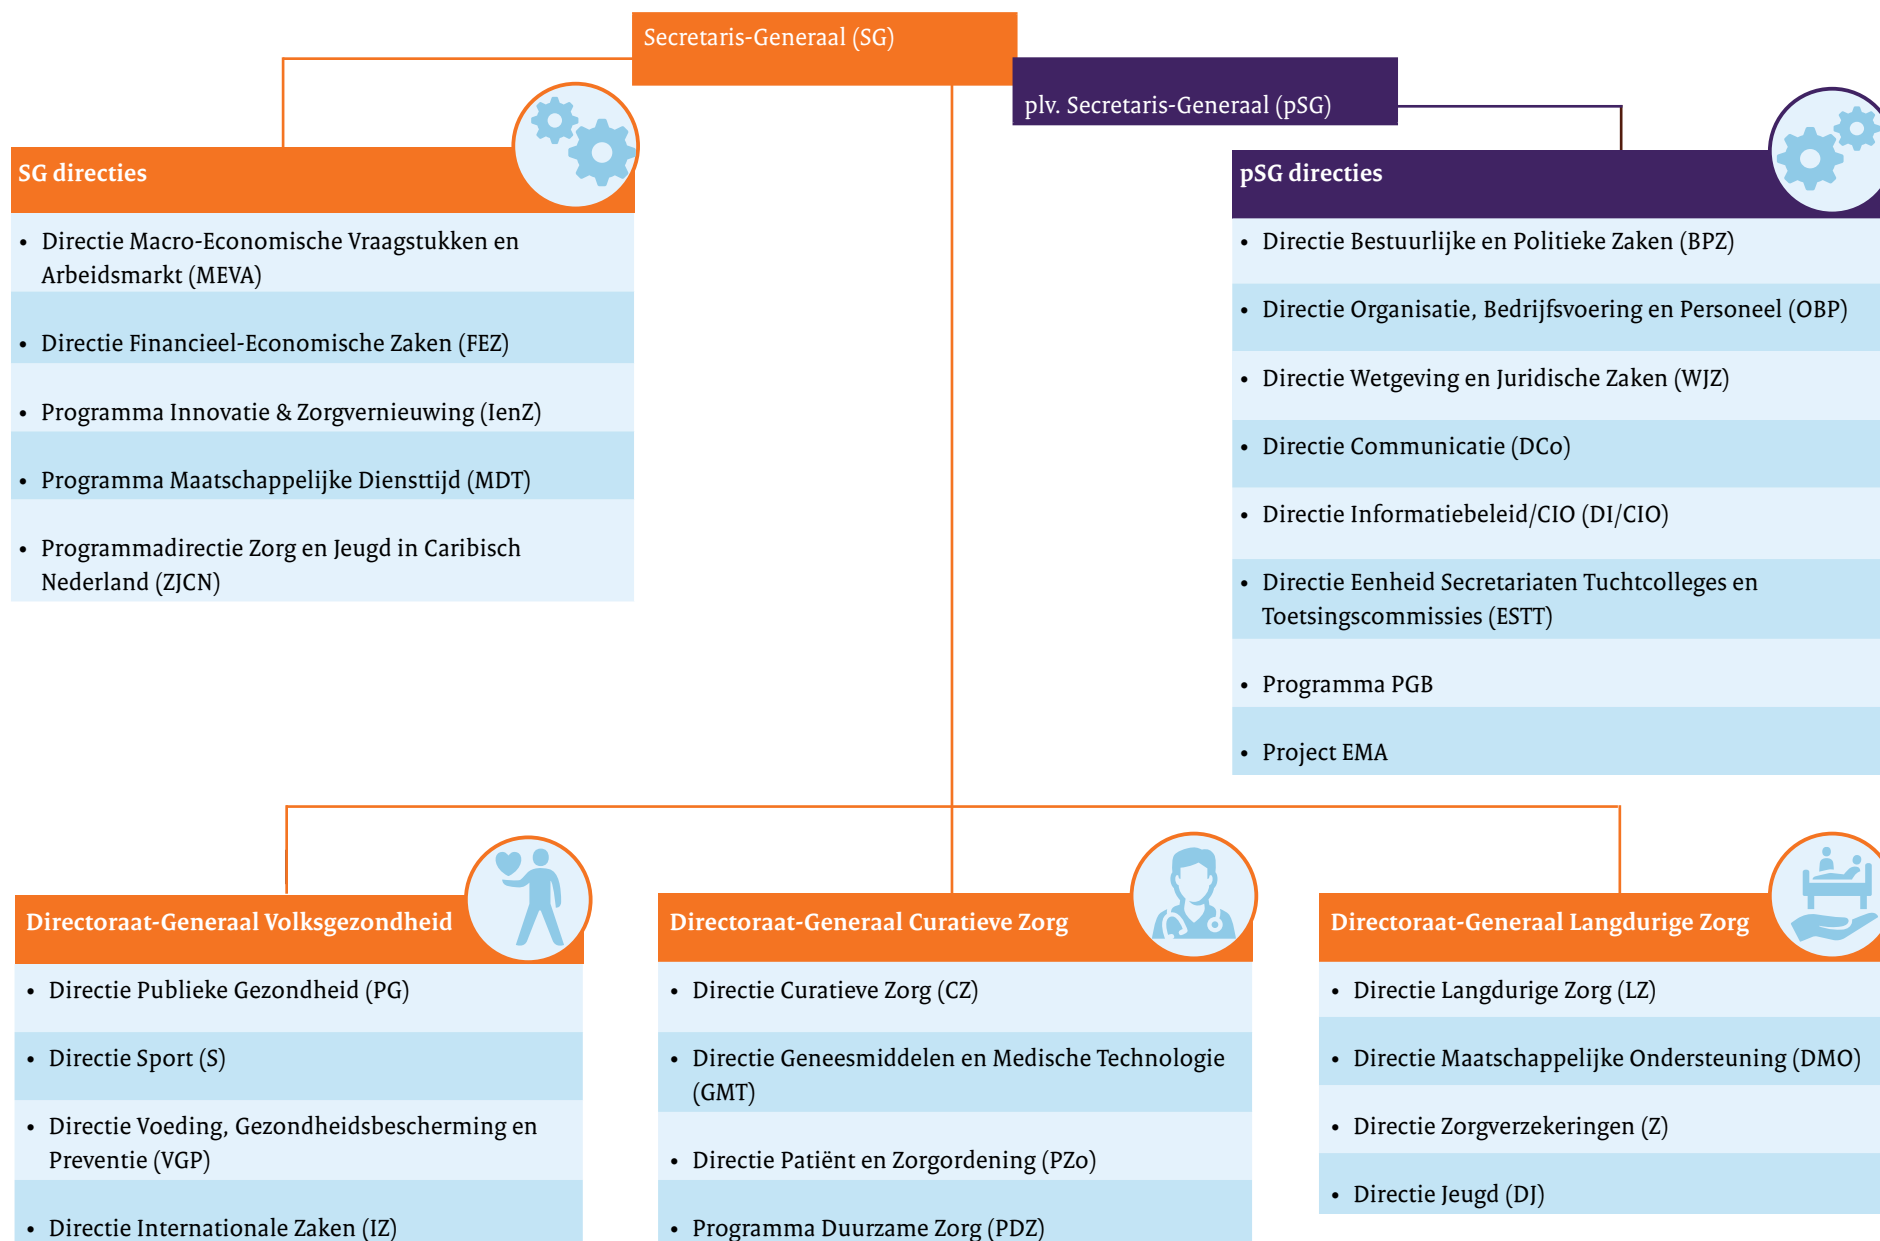 Secretaris-Generaal (SG)
plv. Secretaris-Generaal (pSG)
SG directies
• Directie Macro-Economische Vraagstukken en
Arbeidsmarkt (MEVA)
• Directie Financieel-Economische Zaken (FEZ)
• Programma Innovatie & Zorgvernieuwing (IenZ)
• Programma Maatschappelijke Diensttijd (MDT)
• Programmadirectie Zorg en Jeugd in Caribisch
Nederland (ZJCN)
pSG directies
• Directie Bestuurlijke en Politieke Zaken (BPZ)
• Directie Organisatie, Bedrijfsvoering en Personeel (OBP)
• Directie Wetgeving en Juridische Zaken (WJZ)
• Directie Communicatie (DCo)
• Directie Informatiebeleid/CIO (DI/CIO)
• Directie Eenheid Secretariaten Tuchtcolleges en
Toetsingscommissies (ESTT)
• Programma PGB
• Project EMA
Directoraat-Generaal Volksgezondheid
• Directie Publieke Gezondheid (PG)
• Directie Sport (S)
• Directie Voeding, Gezondheidsbescherming en
Preventie (VGP)
• Directie Internationale Zaken (IZ)
Directoraat-Generaal Curatieve Zorg
• Directie Curatieve Zorg (CZ)
• Directie Geneesmiddelen en Medische Technologie
(GMT)
• Directie Patiënt en Zorgordening (PZo)
• Programma Duurzame Zorg (PDZ)
Directoraat-Generaal Langdurige Zorg
• Directie Langdurige Zorg (LZ)
• Directie Maatschappelijke Ondersteuning (DMO)
• Directie Zorgverzekeringen (Z)
• Directie Jeugd (DJ)